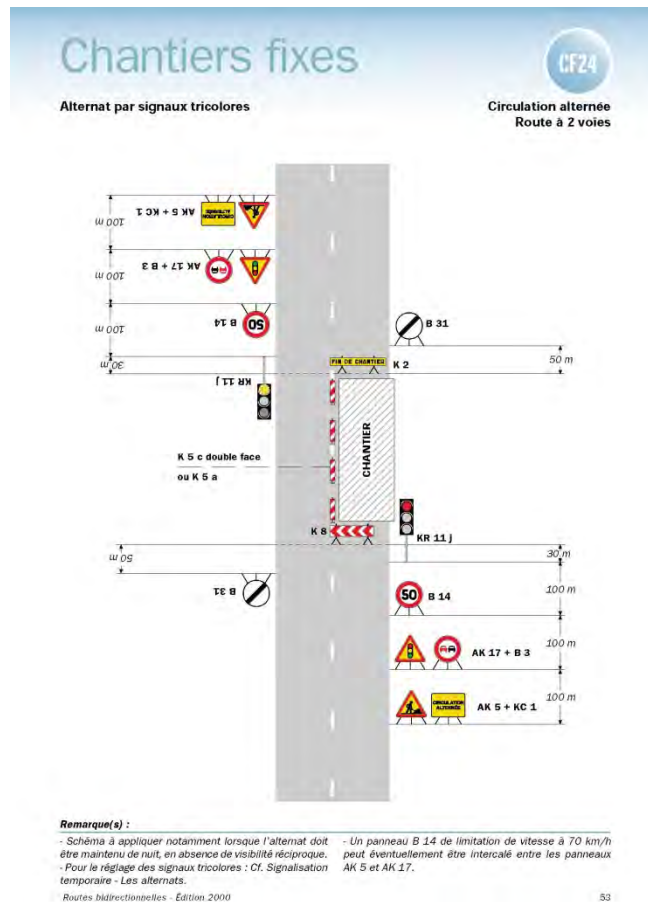 Chantiers fixes
CF24
Alternat par signaux tricolores
Circulation alternée
Route à 2 voies
100 m
CIRCULATION
ALTERNÉE
AK 5 + KC 1
100 m
AK 17 + B 3
100 m
50
B 14
30 m
KR 11 j
B 31
50 m
FIN DE CHANTIER
K 2
CHANTIER
K 5 c double face
ou K 5 a
K 8
KR 11 j
50 m
30 m
B 31
50
B 14
100 m
AK 17 + B 3
100 m
CIRCULATION
ALTERNÉE
AK 5 + KC 1
100 m
Remarque(s) :
- Schéma à appliquer notamment lorsque l'alternat doit
être maintenu de nuit, en absence de visibilité réciproque.
- Pour le réglage des signaux tricolores : Cf. Signalisation
temporaire - Les alternats.
- Un panneau B 14 de limitation de vitesse à 70 km/h
peut éventuellement être intercalé entre les panneaux
AK 5 et AK 17.
Routes bidirectionnelles - Édition 2000
53